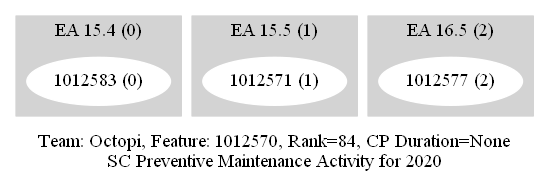 EA 15.4 (0) EA 15.5 (1) EA 16.5 (2)
1012583 (0) 1012571 (1) 1012577 (2)
Team: Octopi, Feature: 1012570, Rank=84, CP Duration=None
SC Preventive Maintenance Activity for 2020